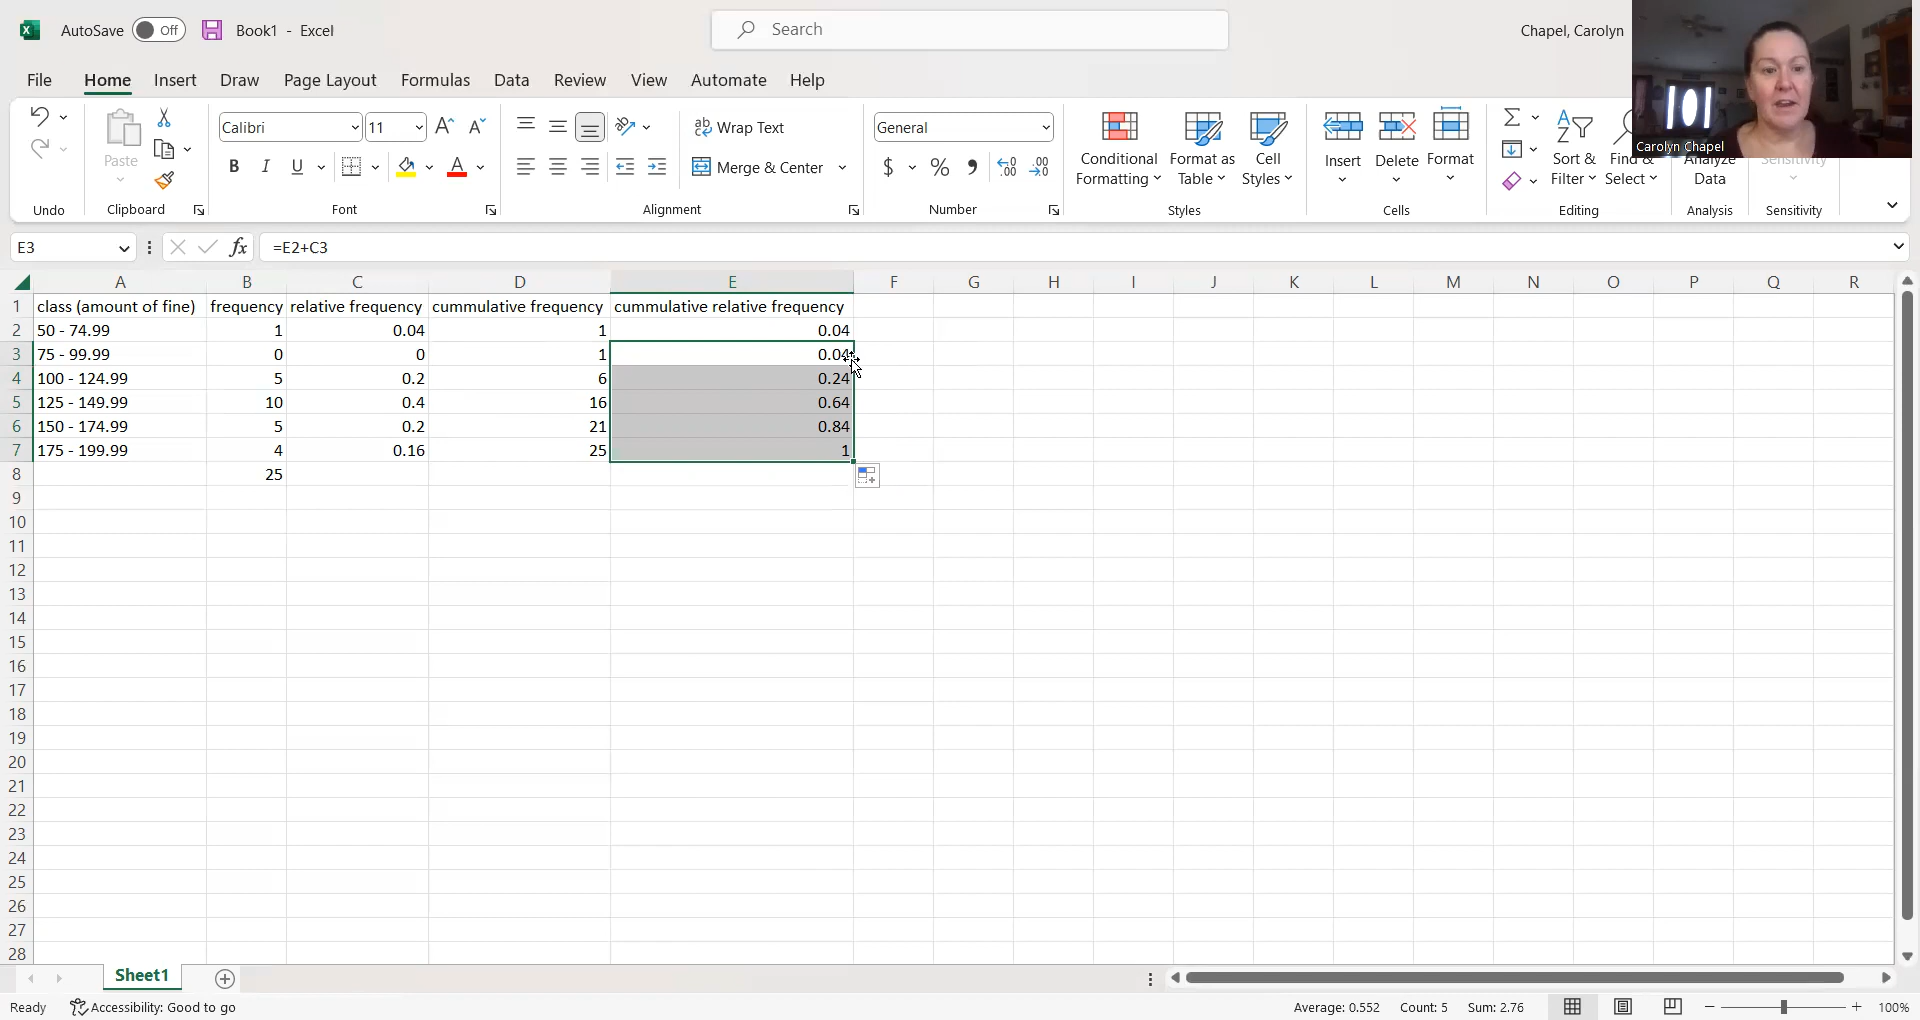 AutoSave Off Book1 - Excel Search Chapel, Carolyn
File Home Insert Draw Page Layout Formulas Data Review View Automate Help
Carolyn Chapel
Paste Calibri 11 Wrap Text General Conditional Formatting Format as Table Cell Styles Insert Delete Format Sort & Filter Find & Select Analyze Data Sensitivity
B I U Merge & Center $ %
Undo Clipboard Font Alignment Number Styles Cells Editing Analysis Sensitivity
E3 fx =E2+C3
A B C D E F G H I J K L M N O P Q R
1 class (amount of fine) frequency relative frequency cummulative frequency cummulative relative frequency
2 50 - 74.99 1 0.04 1 0.04
3 75 - 99.99 0 0 1 0.04
4 100 - 124.99 5 0.2 6 0.24
5 125 - 149.99 10 0.4 16 0.64
6 150 - 174.99 5 0.2 21 0.84
7 175 - 199.99 4 0.16 25 1
8 25
9
10
11
12
13
14
15
16
17
18
19
20
21
22
23
24
25
26
27
28
Sheet1
Ready Accessibility: Good to go Average: 0.552 Count: 5 Sum: 2.76 100%